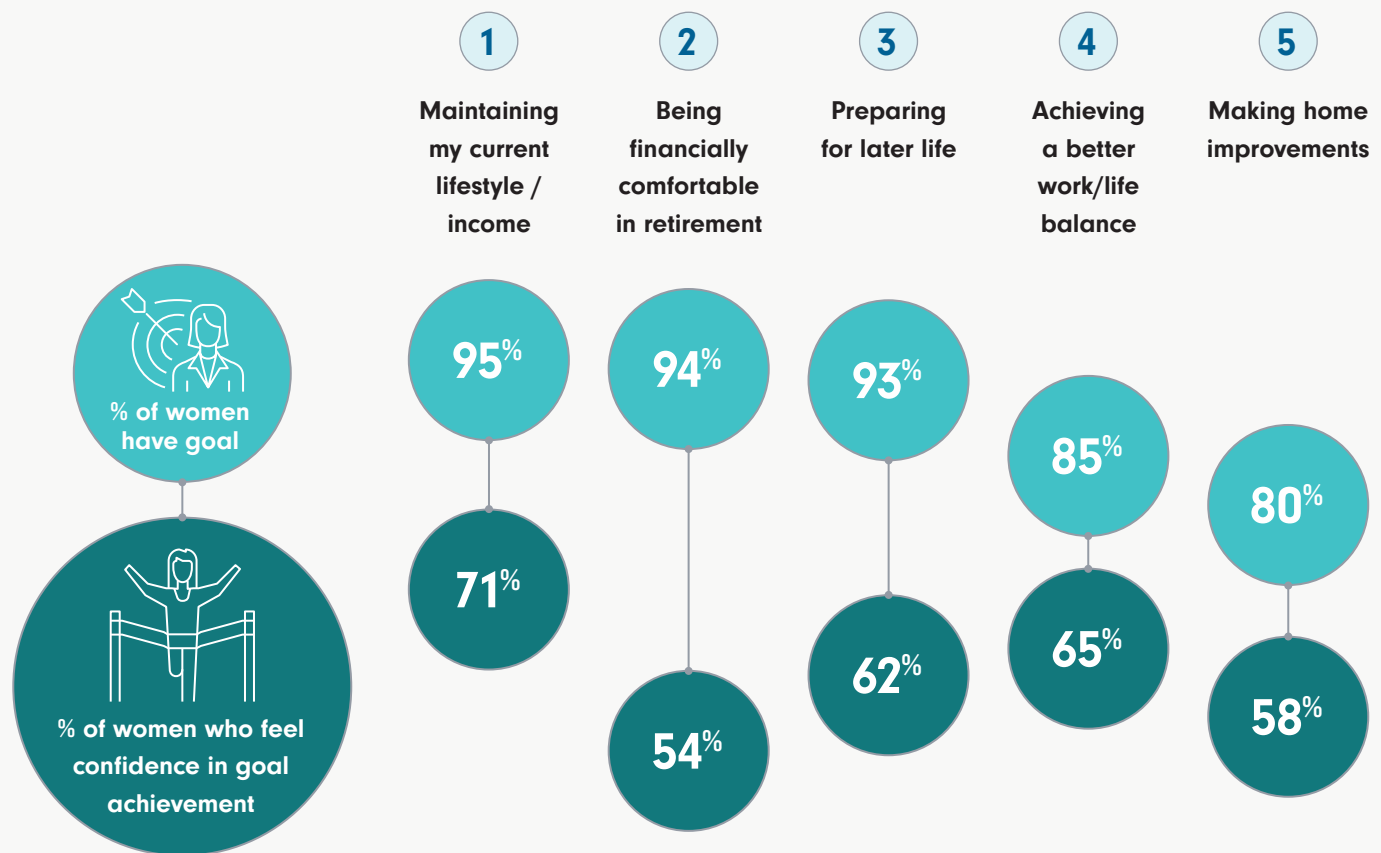 1
Maintaining
my current
lifestyle /
income
2
Being
financially
comfortable
in retirement
3
Preparing
for later life
4
Achieving
a better
work/life
balance
5
Making home
improvements
% of women
have goal
95%
94%
93%
85%
80%
% of women who feel
confidence in goal
achievement
71%
54%
62%
65%
58%